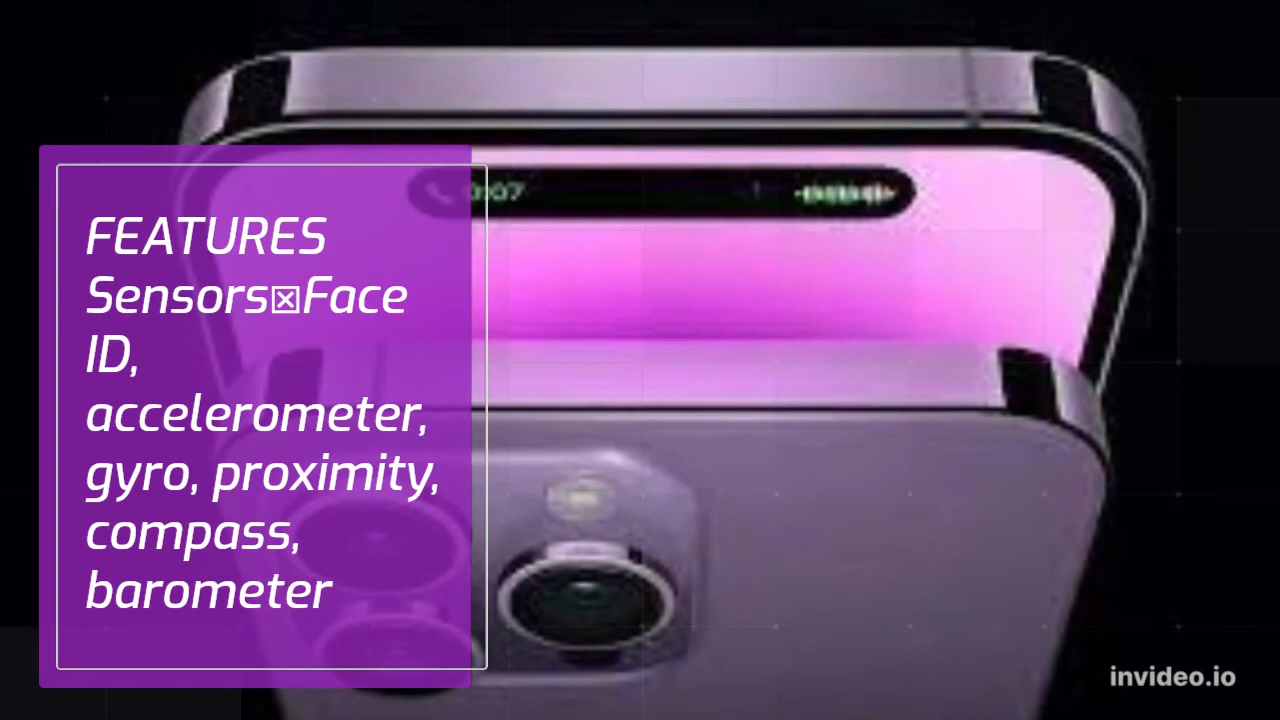 FEATURES
Sensors☒Face
ID,
accelerometer,
gyro, proximity,
compass,
barometer
invideo.io